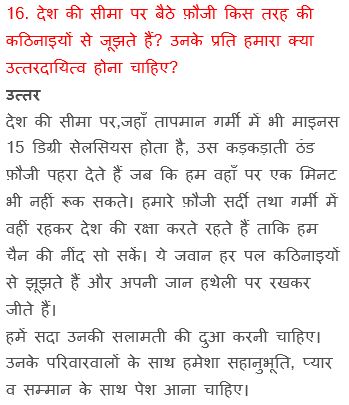 16. देश की सीमा पर बैठे फ़ौजी किस तरह की
कठिनाइयों से जूझते हैं? उनके प्रति हमारा क्या
उत्तरदायित्व होना चाहिए?
उत्तर
देश की सीमा पर,जहाँ तापमान गर्मी में भी माइनस
15 डिग्री सेलसियस होता है, उस कड़कड़ाती ठंड
फ़ौजी पहरा देते हैं जब कि हम वहाँ पर एक मिनट
भी नहीं रूक सकते। हमारे फ़ौजी सर्दी तथा गर्मी में
वहीं रहकर देश की रक्षा करते रहते हैं ताकि हम
चैन की नींद सो सकें। ये जवान हर पल कठिनाइयों
से झूझते हैं और अपनी जान हथेली पर रखकर
जीते हैं।
हमें सदा उनकी सलामती की दुआ करनी चाहिए।
उनके परिवारवालों के साथ हमेशा सहानुभूति, प्यार
व सम्मान के साथ पेश आना चाहिए।